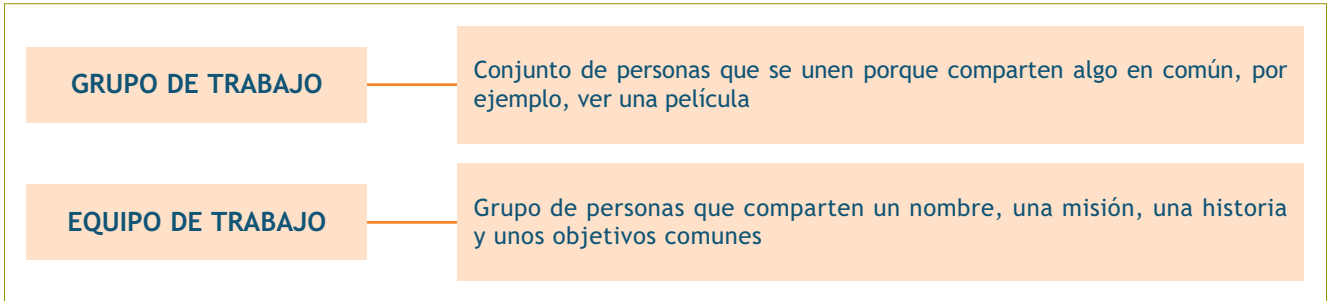 GRUPO DE TRABAJO
Conjunto de personas que se unen porque comparten algo en común, por
ejemplo, ver una película
EQUIPO DE TRABAJO
Grupo de personas que comparten un nombre, una misión, una historia
y unos objetivos comunes